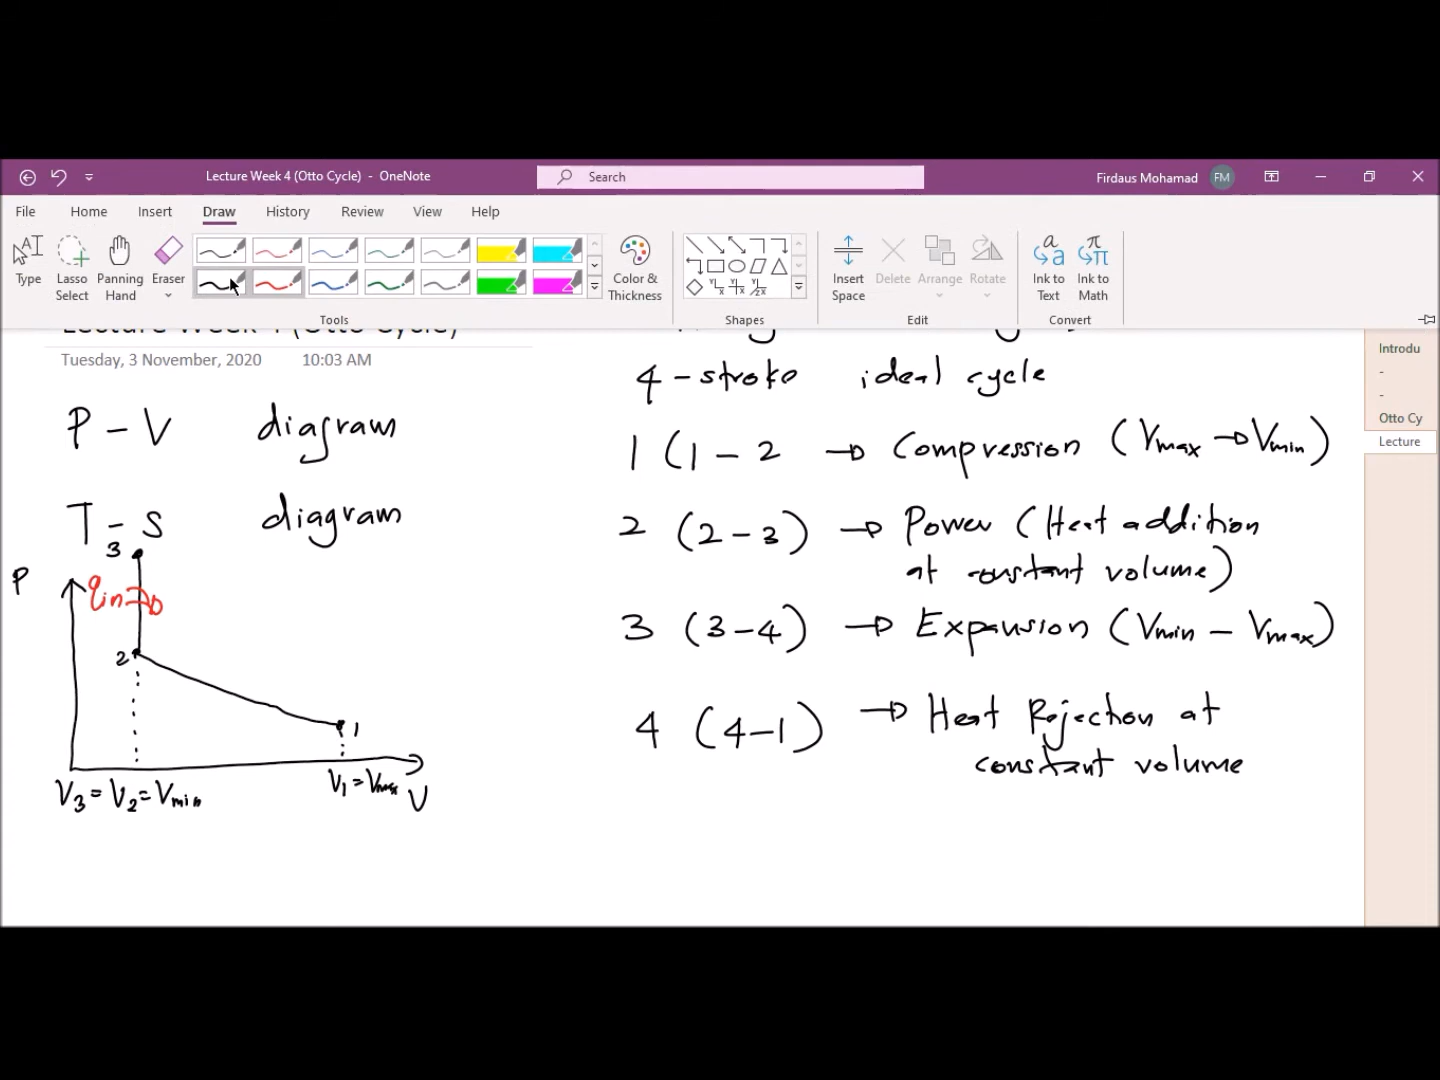 Lecture Week 4 (Otto Cycle) - OneNote
Search
Firdaus Mohamad
FM
File Home Insert Draw History Review View Help
Type
Lasso Select
Panning Hand
Eraser
Color & Thickness
Insert Space
Delete
Arrange
Rotate
Ink to Text
Ink to Math
Tools
Shapes
Edit
Convert
Lecture Week 4 (Otto Cycle)
Tuesday, 3 November, 2020 10:03 AM
P - V diagram
T - S diagram
P
3
qin
2
1
V3 = V2 = Vmin
V1 = Vmax
V
4 - stroke ideal cycle
1 (1 - 2 → Compression (Vmax → Vmin)
2 (2 - 3) → Power (Heat addition
at constant volume)
3 (3 - 4) → Expansion (Vmin - Vmax)
4 (4 - 1) → Heat Rejection at
constant volume
Introdu
-
-
Otto Cy
Lecture